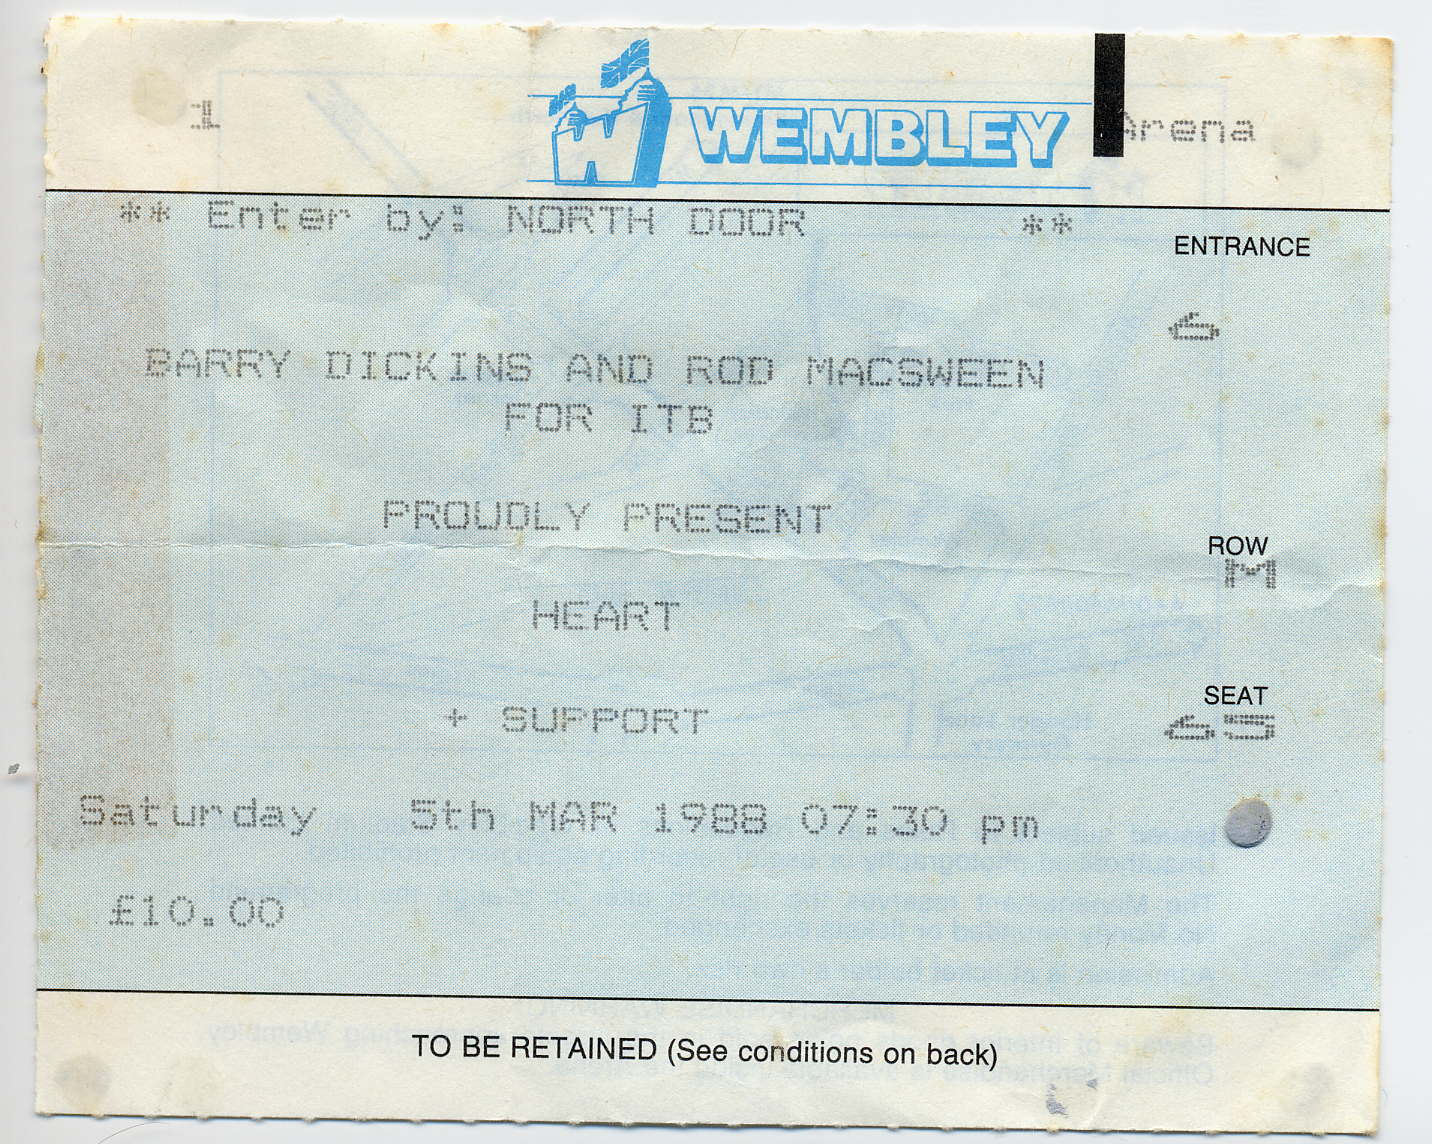 1 WEMBLEY Arena
** Enter by: NORTH DOOR **
ENTRANCE
6
BARRY DICKINS AND ROD MACSWEEN
FOR ITB
PROUDLY PRESENT
ROW
M
HEART
SEAT
+ SUPPORT 65
Saturday 5th MAR 1988 07:30 pm
£10.00
TO BE RETAINED (See conditions on back)